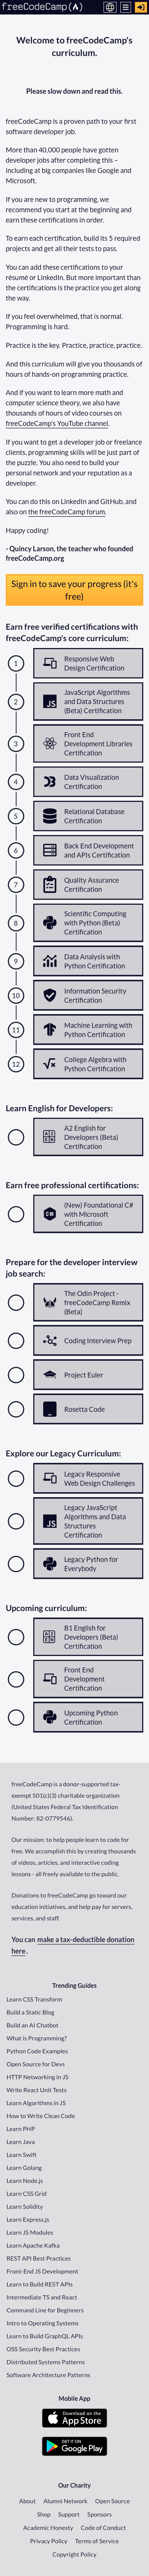 freeCodeCamp(🔥)
Welcome to freeCodeCamp's
curriculum.
Please slow down and read this.
freeCodeCamp is a proven path to your first
software developer job.
More than 40,000 people have gotten
developer jobs after completing this –
including at big companies like Google and
Microsoft.
If you are new to programming, we
recommend you start at the beginning and
earn these certifications in order.
To earn each certification, build its 5 required
projects and get all their tests to pass.
You can add these certifications to your
résumé or LinkedIn. But more important than
the certifications is the practice you get along
the way.
If you feel overwhelmed, that is normal.
Programming is hard.
Practice is the key. Practice, practice, practice.
And this curriculum will give you thousands of
hours of hands-on programming practice.
And if you want to learn more math and
computer science theory, we also have
thousands of hours of video courses on
freeCodeCamp's YouTube channel.
If you want to get a developer job or freelance
clients, programming skills will be just part of
the puzzle. You also need to build your
personal network and your reputation as a
developer.
You can do this on LinkedIn and GitHub, and
also on the freeCodeCamp forum.
Happy coding!
- Quincy Larson, the teacher who founded
freeCodeCamp.org
Sign in to save your progress (it's
free)
Earn free verified certifications with
freeCodeCamp's core curriculum:
1
Responsive Web
Design Certification
2
JS
JavaScript Algorithms
and Data Structures
(Beta) Certification
3
Front End
Development Libraries
Certification
4
Data Visualization
Certification
5
Relational Database
Certification
6
Back End Development
and APIs Certification
7
Quality Assurance
Certification
8
Scientific Computing
with Python (Beta)
Certification
9
Data Analysis with
Python Certification
10
Information Security
Certification
11
Machine Learning with
Python Certification
12
College Algebra with
Python Certification
Learn English for Developers:
A2 English for
Developers (Beta)
Certification
Earn free professional certifications:
(New) Foundational C#
with Microsoft
Certification
Prepare for the developer interview
job search:
The Odin Project -
freeCodeCamp Remix
(Beta)
Coding Interview Prep
Project Euler
Rosetta Code
Explore our Legacy Curriculum:
Legacy Responsive
Web Design Challenges
JS
Legacy JavaScript
Algorithms and Data
Structures
Certification
Legacy Python for
Everybody
Upcoming curriculum:
B1 English for
Developers (Beta)
Certification
Front End
Development
Certification
Upcoming Python
Certification
freeCodeCamp is a donor-supported tax-
exempt 501(c)(3) charitable organization
(United States Federal Tax Identification
Number: 82-0779546).
Our mission: to help people learn to code for
free. We accomplish this by creating thousands
of videos, articles, and interactive coding
lessons - all freely available to the public.
Donations to freeCodeCamp go toward our
education initiatives, and help pay for servers,
services, and staff.
You can make a tax-deductible donation
here.
Trending Guides
Learn CSS Transform
Build a Static Blog
Build an AI Chatbot
What is Programming?
Python Code Examples
Open Source for Devs
HTTP Networking in JS
Write React Unit Tests
Learn Algorithms in JS
How to Write Clean Code
Learn PHP
Learn Java
Learn Swift
Learn Golang
Learn Node.js
Learn CSS Grid
Learn Solidity
Learn Express.js
Learn JS Modules
Learn Apache Kafka
REST API Best Practices
Front-End JS Development
Learn to Build REST APIs
Intermediate TS and React
Command Line for Beginners
Intro to Operating Systems
Learn to Build GraphQL APIs
OSS Security Best Practices
Distributed Systems Patterns
Software Architecture Patterns
Mobile App
Download on the
App Store
GET IT ON
Google Play
Our Charity
About Alumni Network Open Source
Shop Support Sponsors
Academic Honesty Code of Conduct
Privacy Policy Terms of Service
Copyright Policy